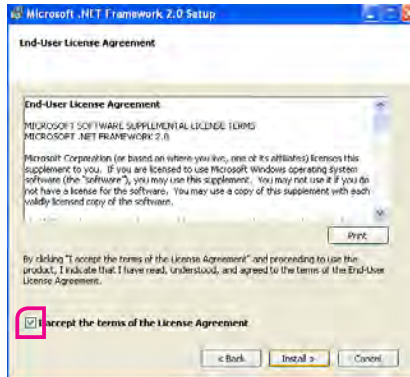 Microsoft .NET Framework 2.0 Setup
End-User License Agreement
End-User License Agreement
MICROSOFT SOFTWARE SUPPLEMENTAL LICENSE TERMS
MICROSOFT .NET FRAMEWORK 2.0
Microsoft Corporation (or based on where you live, one of its affiliates) licenses this
supplement to you. If you are licensed to use Microsoft Windows operating system
software (the "software"), you may use this supplement. You may not use it if you do
not have a license for the software. You may use a copy of this supplement with each
validly licensed copy of the software.
Print
By clicking "I accept the terms of the License Agreement" and proceeding to use the
product, I indicate that I have read, understood, and agreed to the terms of the End-User
License Agreement.
I accept the terms of the License Agreement
< Back
Install >
Cancel